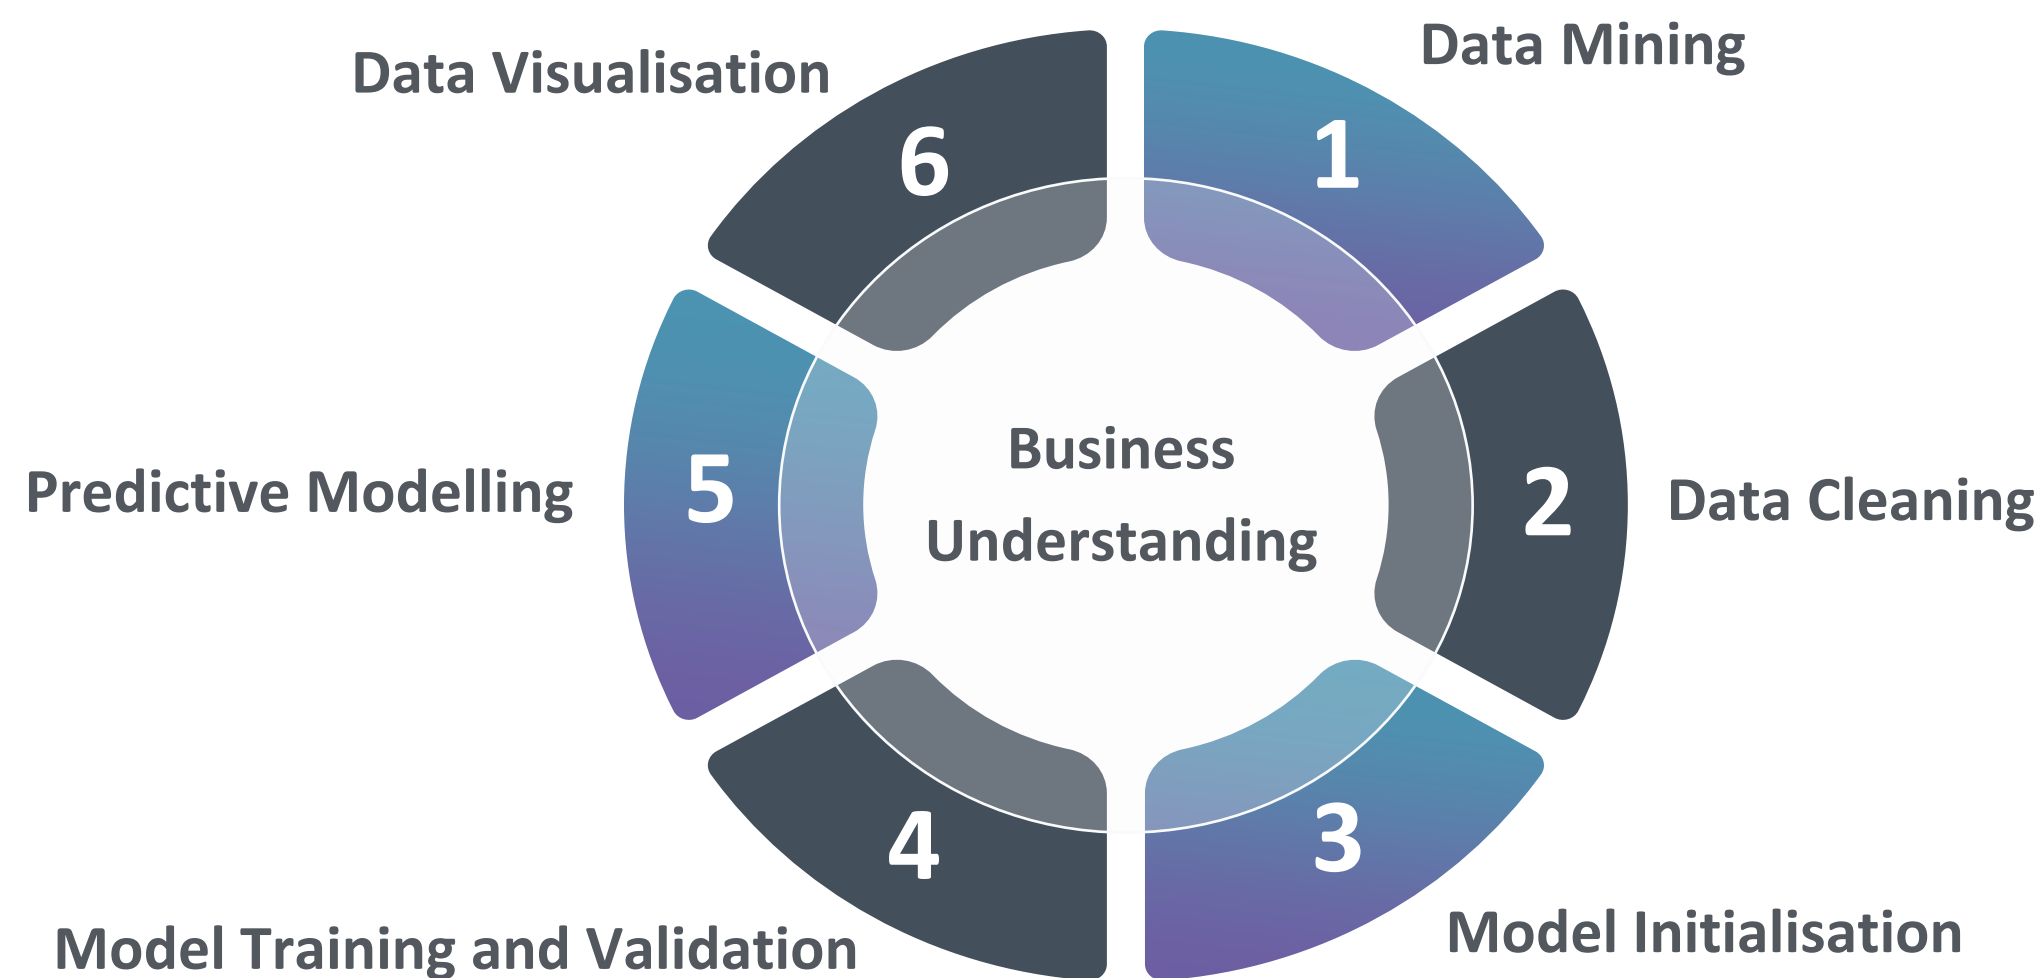 Data Mining
1
Data Cleaning
2
Model Initialisation
3
Model Training and Validation
4
Predictive Modelling
5
Data Visualisation
6
Business
Understanding